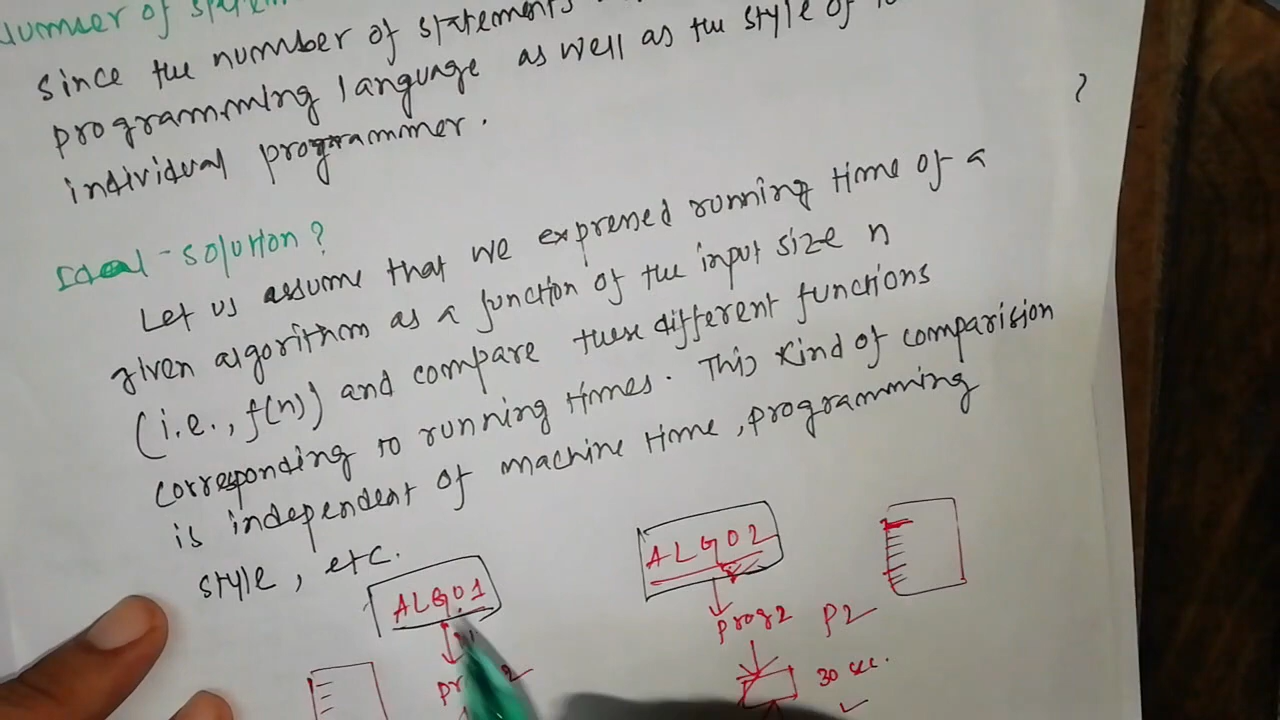 Number of
since the number of statements
programming language as well as the style of
individual programmer.
?
Ideal-solution?
Let us assume that we expressed running time of a
given algorithm as a function of the input size n
(i.e., f(n)) and compare these different functions
corresponding to running times. This kind of comparision
is independent of machine time, programming
style, etc.
ALGO1
ALGO2
prog2 P2
30 sec.